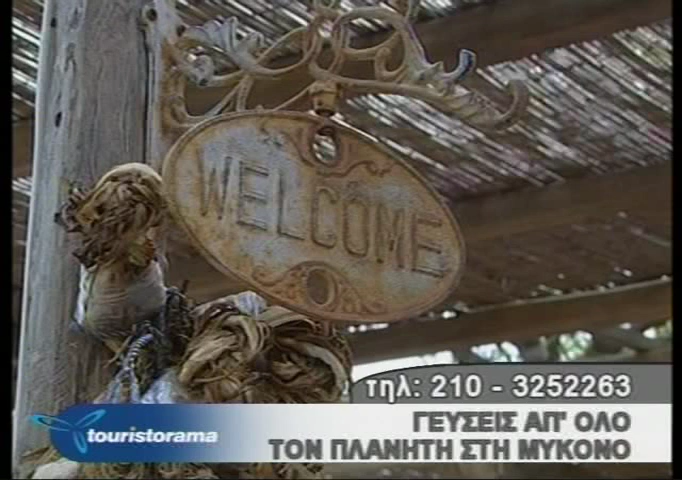 WELCOME
τηλ: 210 - 3252263
touristorama
ΓΕΥΣΕΙΣ ΑΠ' ΟΛΟ
ΤΟΝ ΠΛΑΝΗΤΗ ΣΤΗ ΜΥΚΟΝΟ